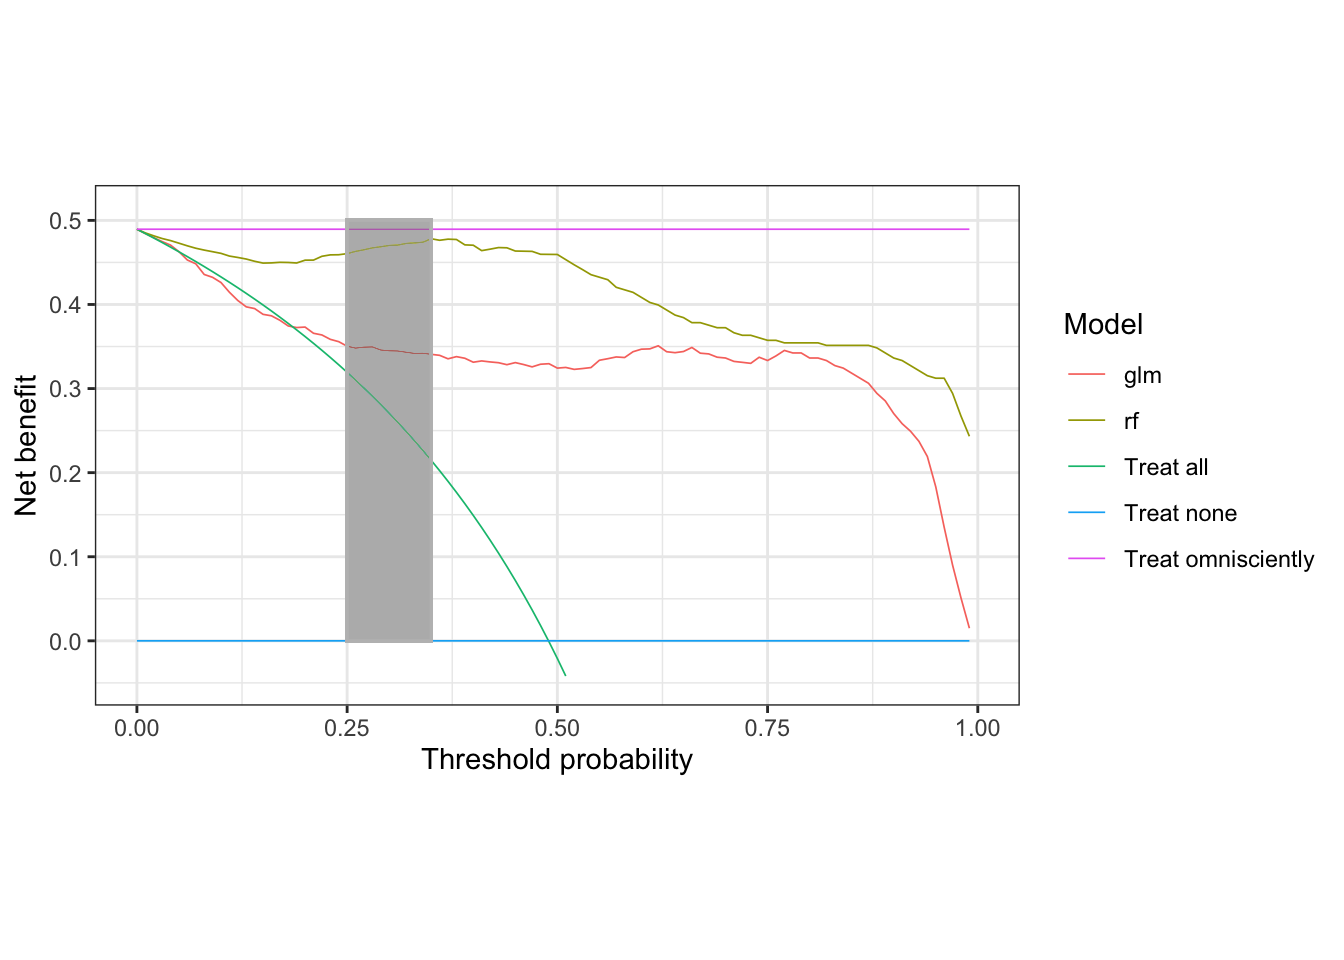 Net benefit
0.5
0.4
0.3
0.2
0.1
0.0
0.00 0.25 0.50 0.75 1.00
Threshold probability
Model
glm
rf
Treat all
Treat none
Treat omnisciently